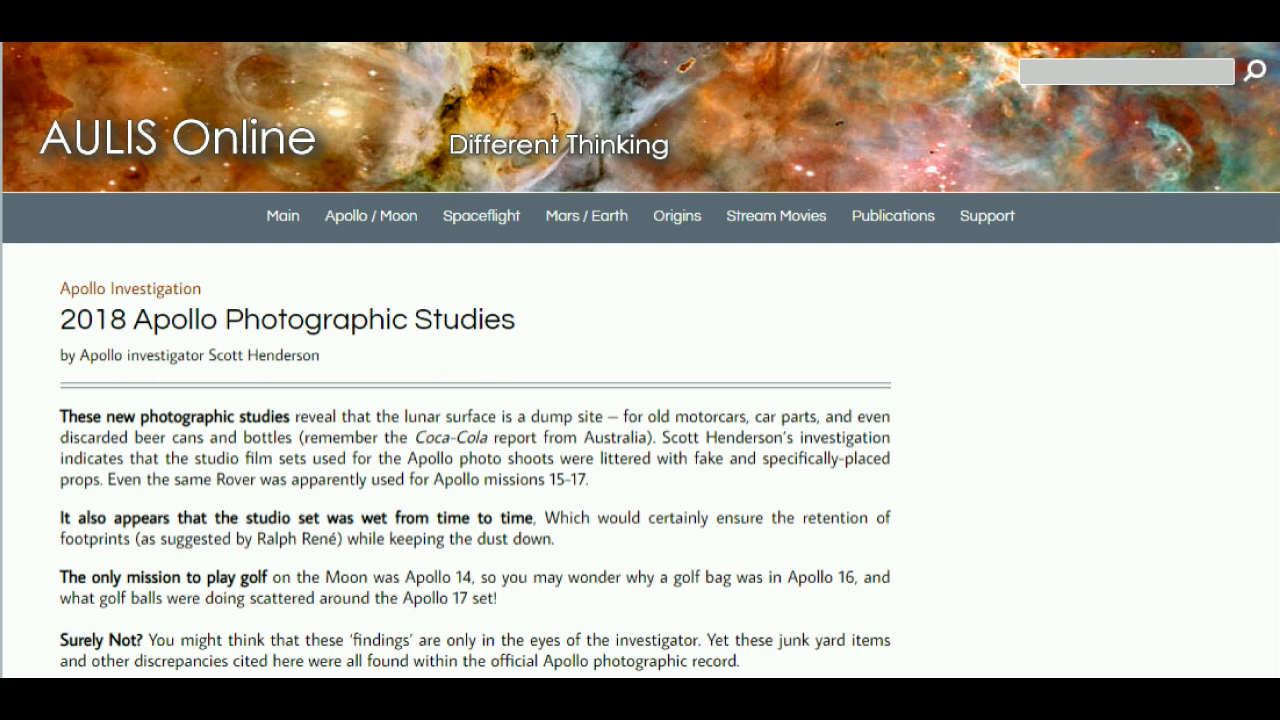 AULIS Online
Different Thinking
Main Apollo / Moon Spaceflight Mars / Earth Origins Stream Movies Publications Support
Apollo Investigation
2018 Apollo Photographic Studies
by Apollo investigator Scott Henderson
These new photographic studies reveal that the lunar surface is a dump site – for old motorcars, car parts, and even
discarded beer cans and bottles (remember the Coca-Cola report from Australia). Scott Henderson's investigation
indicates that the studio film sets used for the Apollo photo shoots were littered with fake and specifically-placed
props. Even the same Rover was apparently used for Apollo missions 15-17.
It also appears that the studio set was wet from time to time, Which would certainly ensure the retention of
footprints (as suggested by Ralph René) while keeping the dust down.
The only mission to play golf on the Moon was Apollo 14, so you may wonder why a golf bag was in Apollo 16, and
what golf balls were doing scattered around the Apollo 17 set!
Surely Not? You might think that these 'findings' are only in the eyes of the investigator. Yet these junk yard items
and other discrepancies cited here were all found within the official Apollo photographic record.